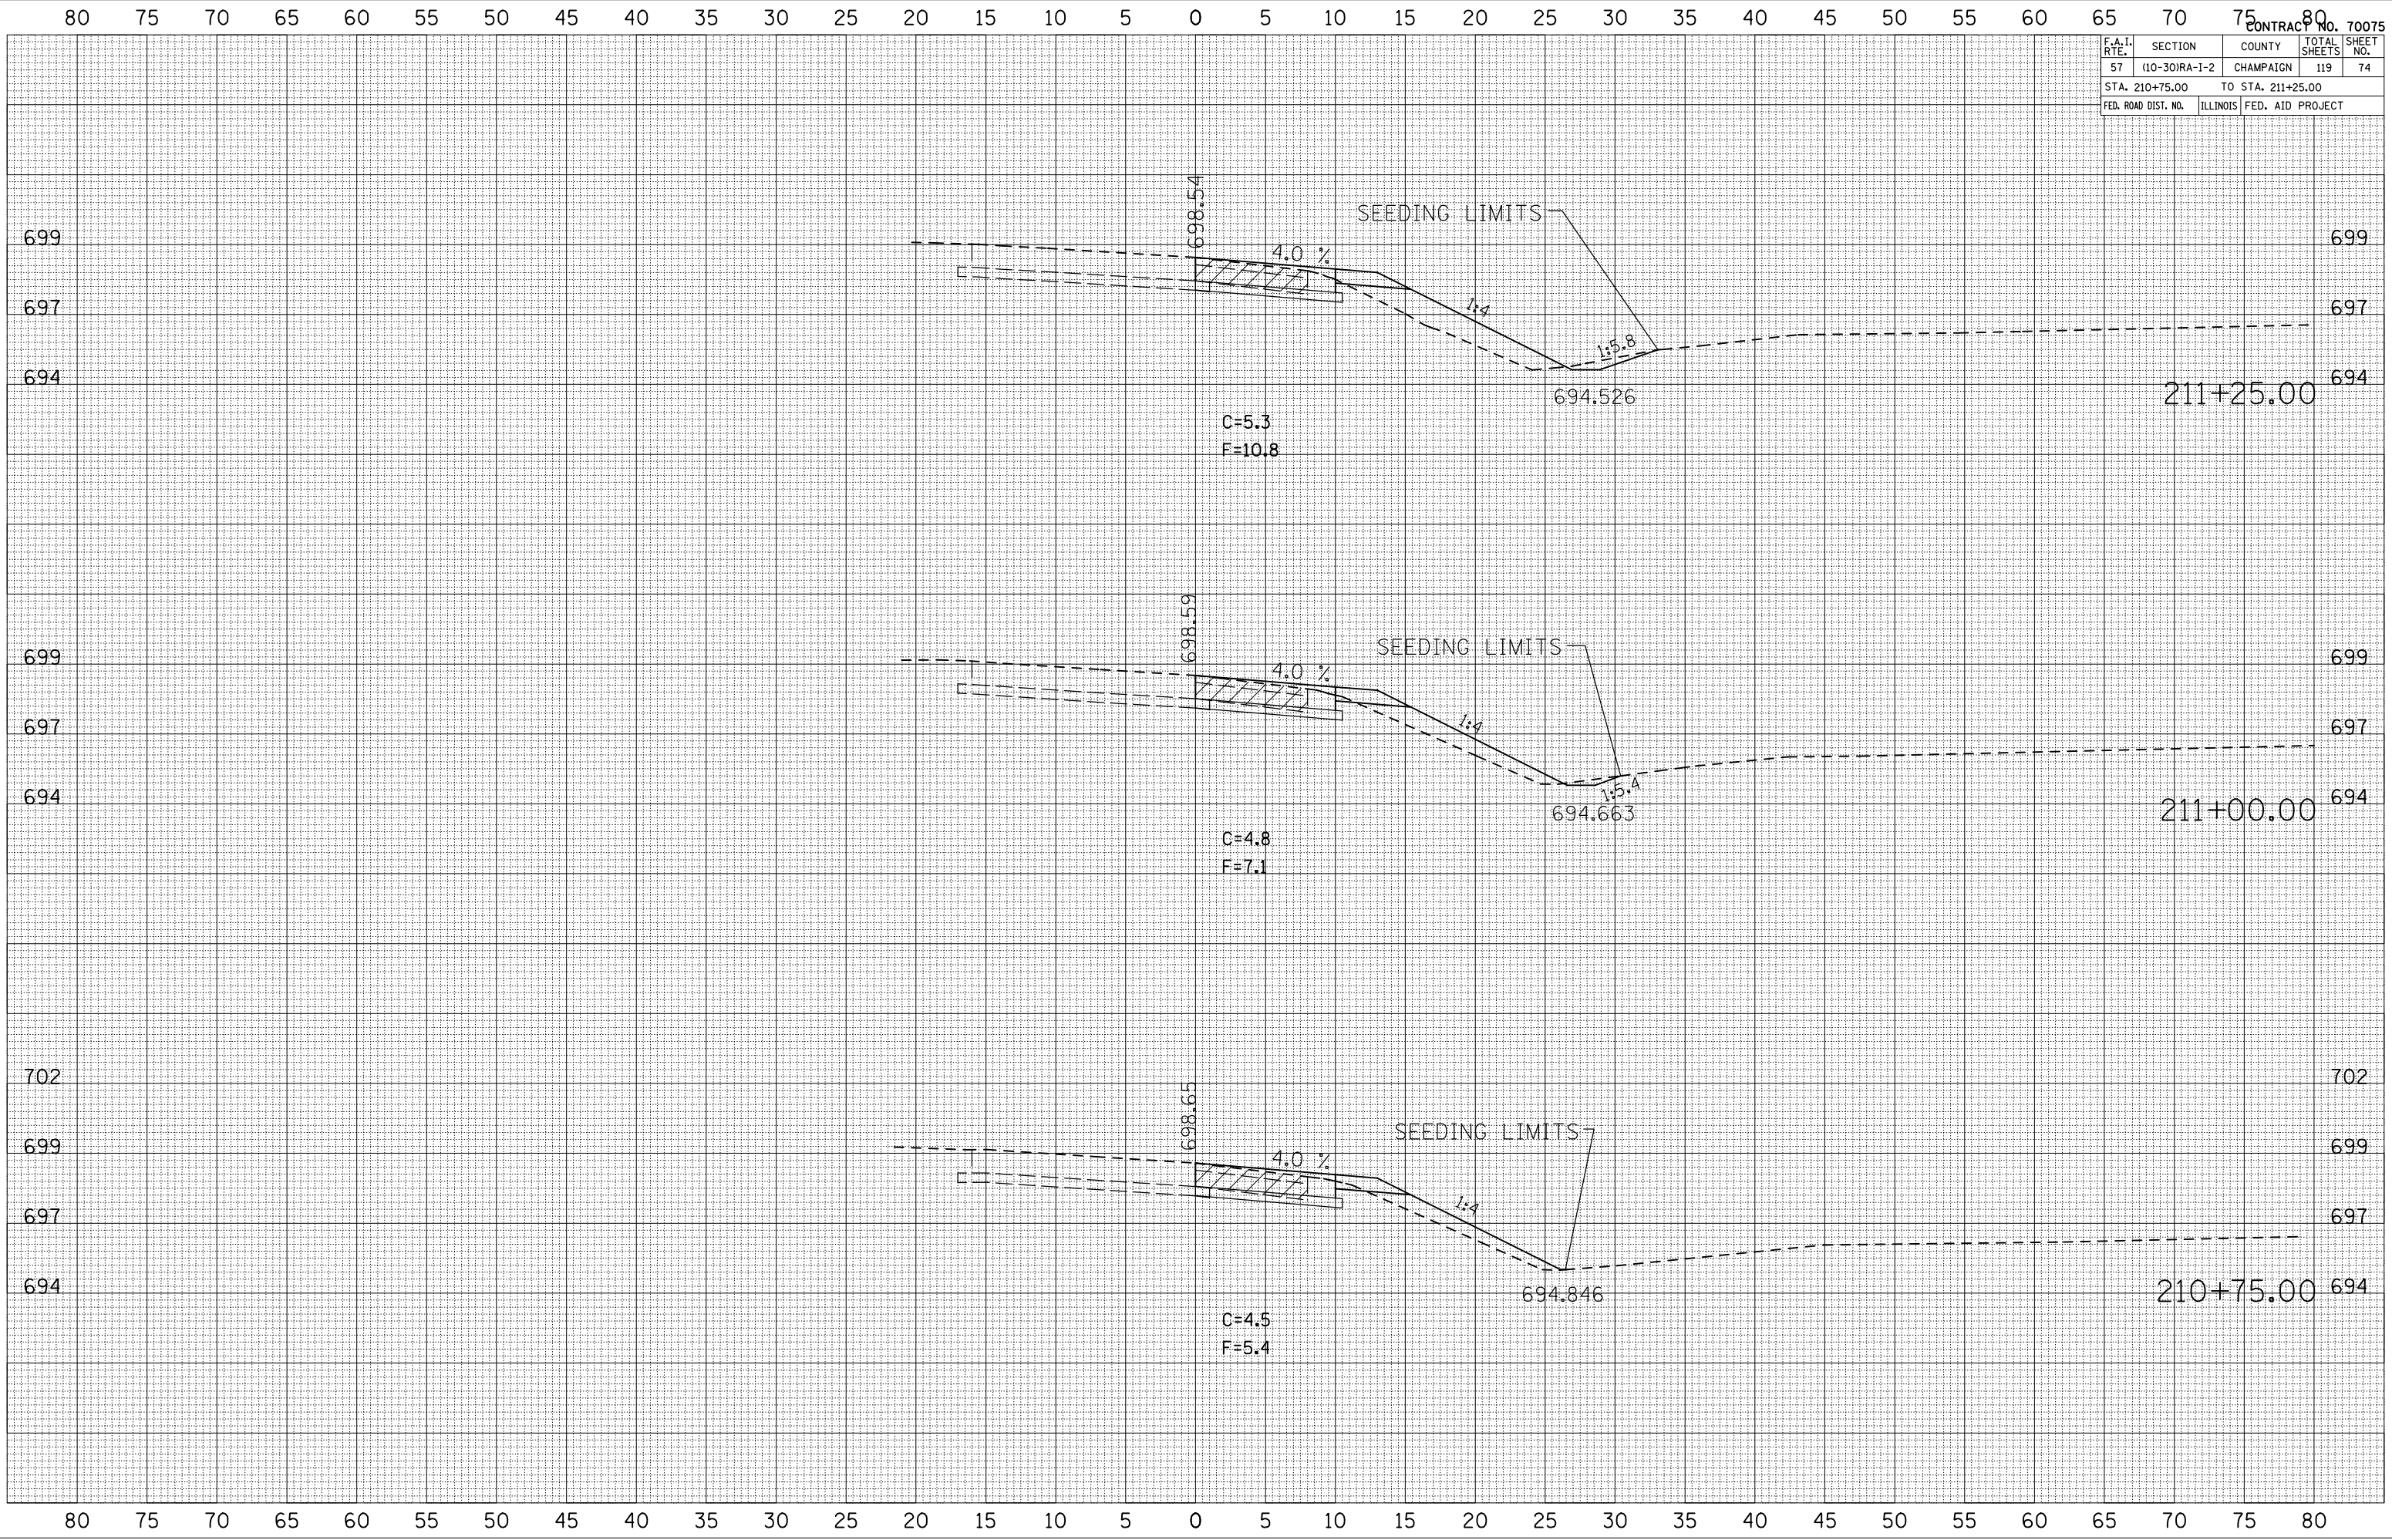 80 75 70 65 60 55 50 45 40 35 30 25 20 15 10 5 0 5 10 15 20 25 30 35 40 45 50 55 60 65 70 75 80
CONTRACT NO. 70075
F.A.I. RTE. SECTION COUNTY TOTAL SHEETS SHEET NO.
57 (10-30)RA-I-2 CHAMPAIGN 119 74
STA. 210+75.00 TO STA. 211+25.00
FED. ROAD DIST. NO. ILLINOIS FED. AID PROJECT
698.54
SEEDING LIMITS
699 4.0 % 699
697 1:4 697
1:5.8
694 694
694.526 211+25.00
C=5.3
F=10.8
698.59
SEEDING LIMITS
699 4.0 % 699
697 1:4 697
1:5.4
694 694
694.663 211+00.00
C=4.8
F=7.1
702 702
698.65
SEEDING LIMITS
699 4.0 % 699
697 1:4 697
694 694.846 210+75.00 694
C=4.5
F=5.4
80 75 70 65 60 55 50 45 40 35 30 25 20 15 10 5 0 5 10 15 20 25 30 35 40 45 50 55 60 65 70 75 80